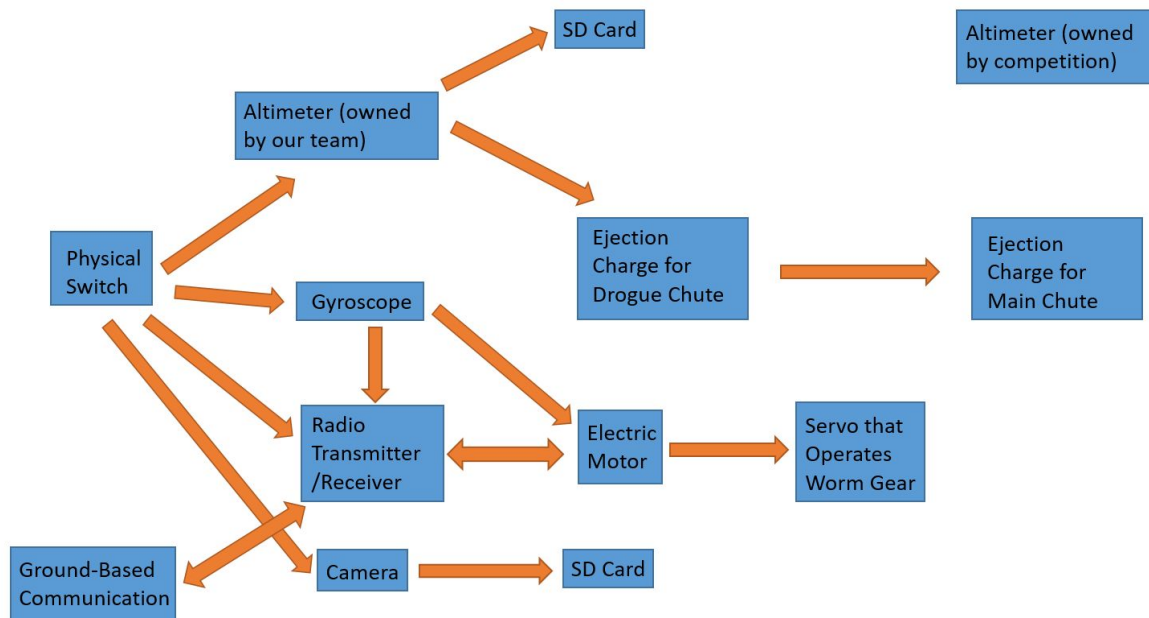 SD Card
Altimeter (owned
by competition)
Altimeter (owned
by our team)
Physical
Switch
Ejection
Charge for
Drogue Chute
Ejection
Charge for
Main Chute
Gyroscope
Radio
Transmitter
/Receiver
Electric
Motor
Servo that
Operates
Worm Gear
Ground-Based
Communication
Camera
SD Card